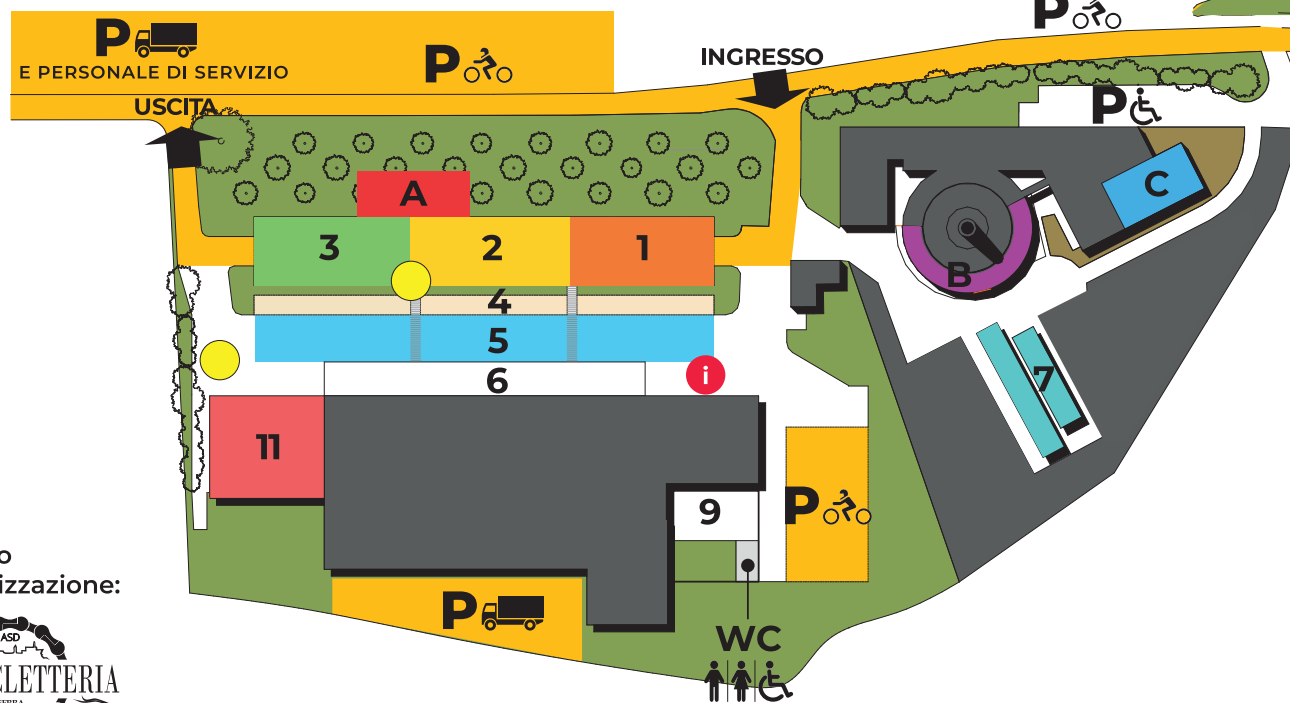 P
P
E PERSONALE DI SERVIZIO
P
INGRESSO
USCITA
P
A
C
3
2
1
B
4
5
6
i
7
11
9
P
P
WC
izzazione:
ASD
LETTERIA